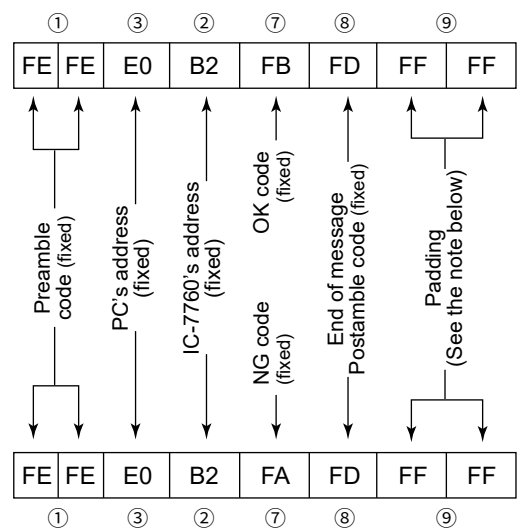 ① ③ ② ⑦ ⑧ ⑨
FE FE E0 B2 FB FD FF FF
Preamble
code (fixed)
PC's address
(fixed)
IC-7760's address
(fixed)
OK code
(fixed)
NG code
(fixed)
End of message
Postamble code (fixed)
Padding
(See the note below)
FE FE E0 B2 FA FD FF FF
① ③ ② ⑦ ⑧ ⑨